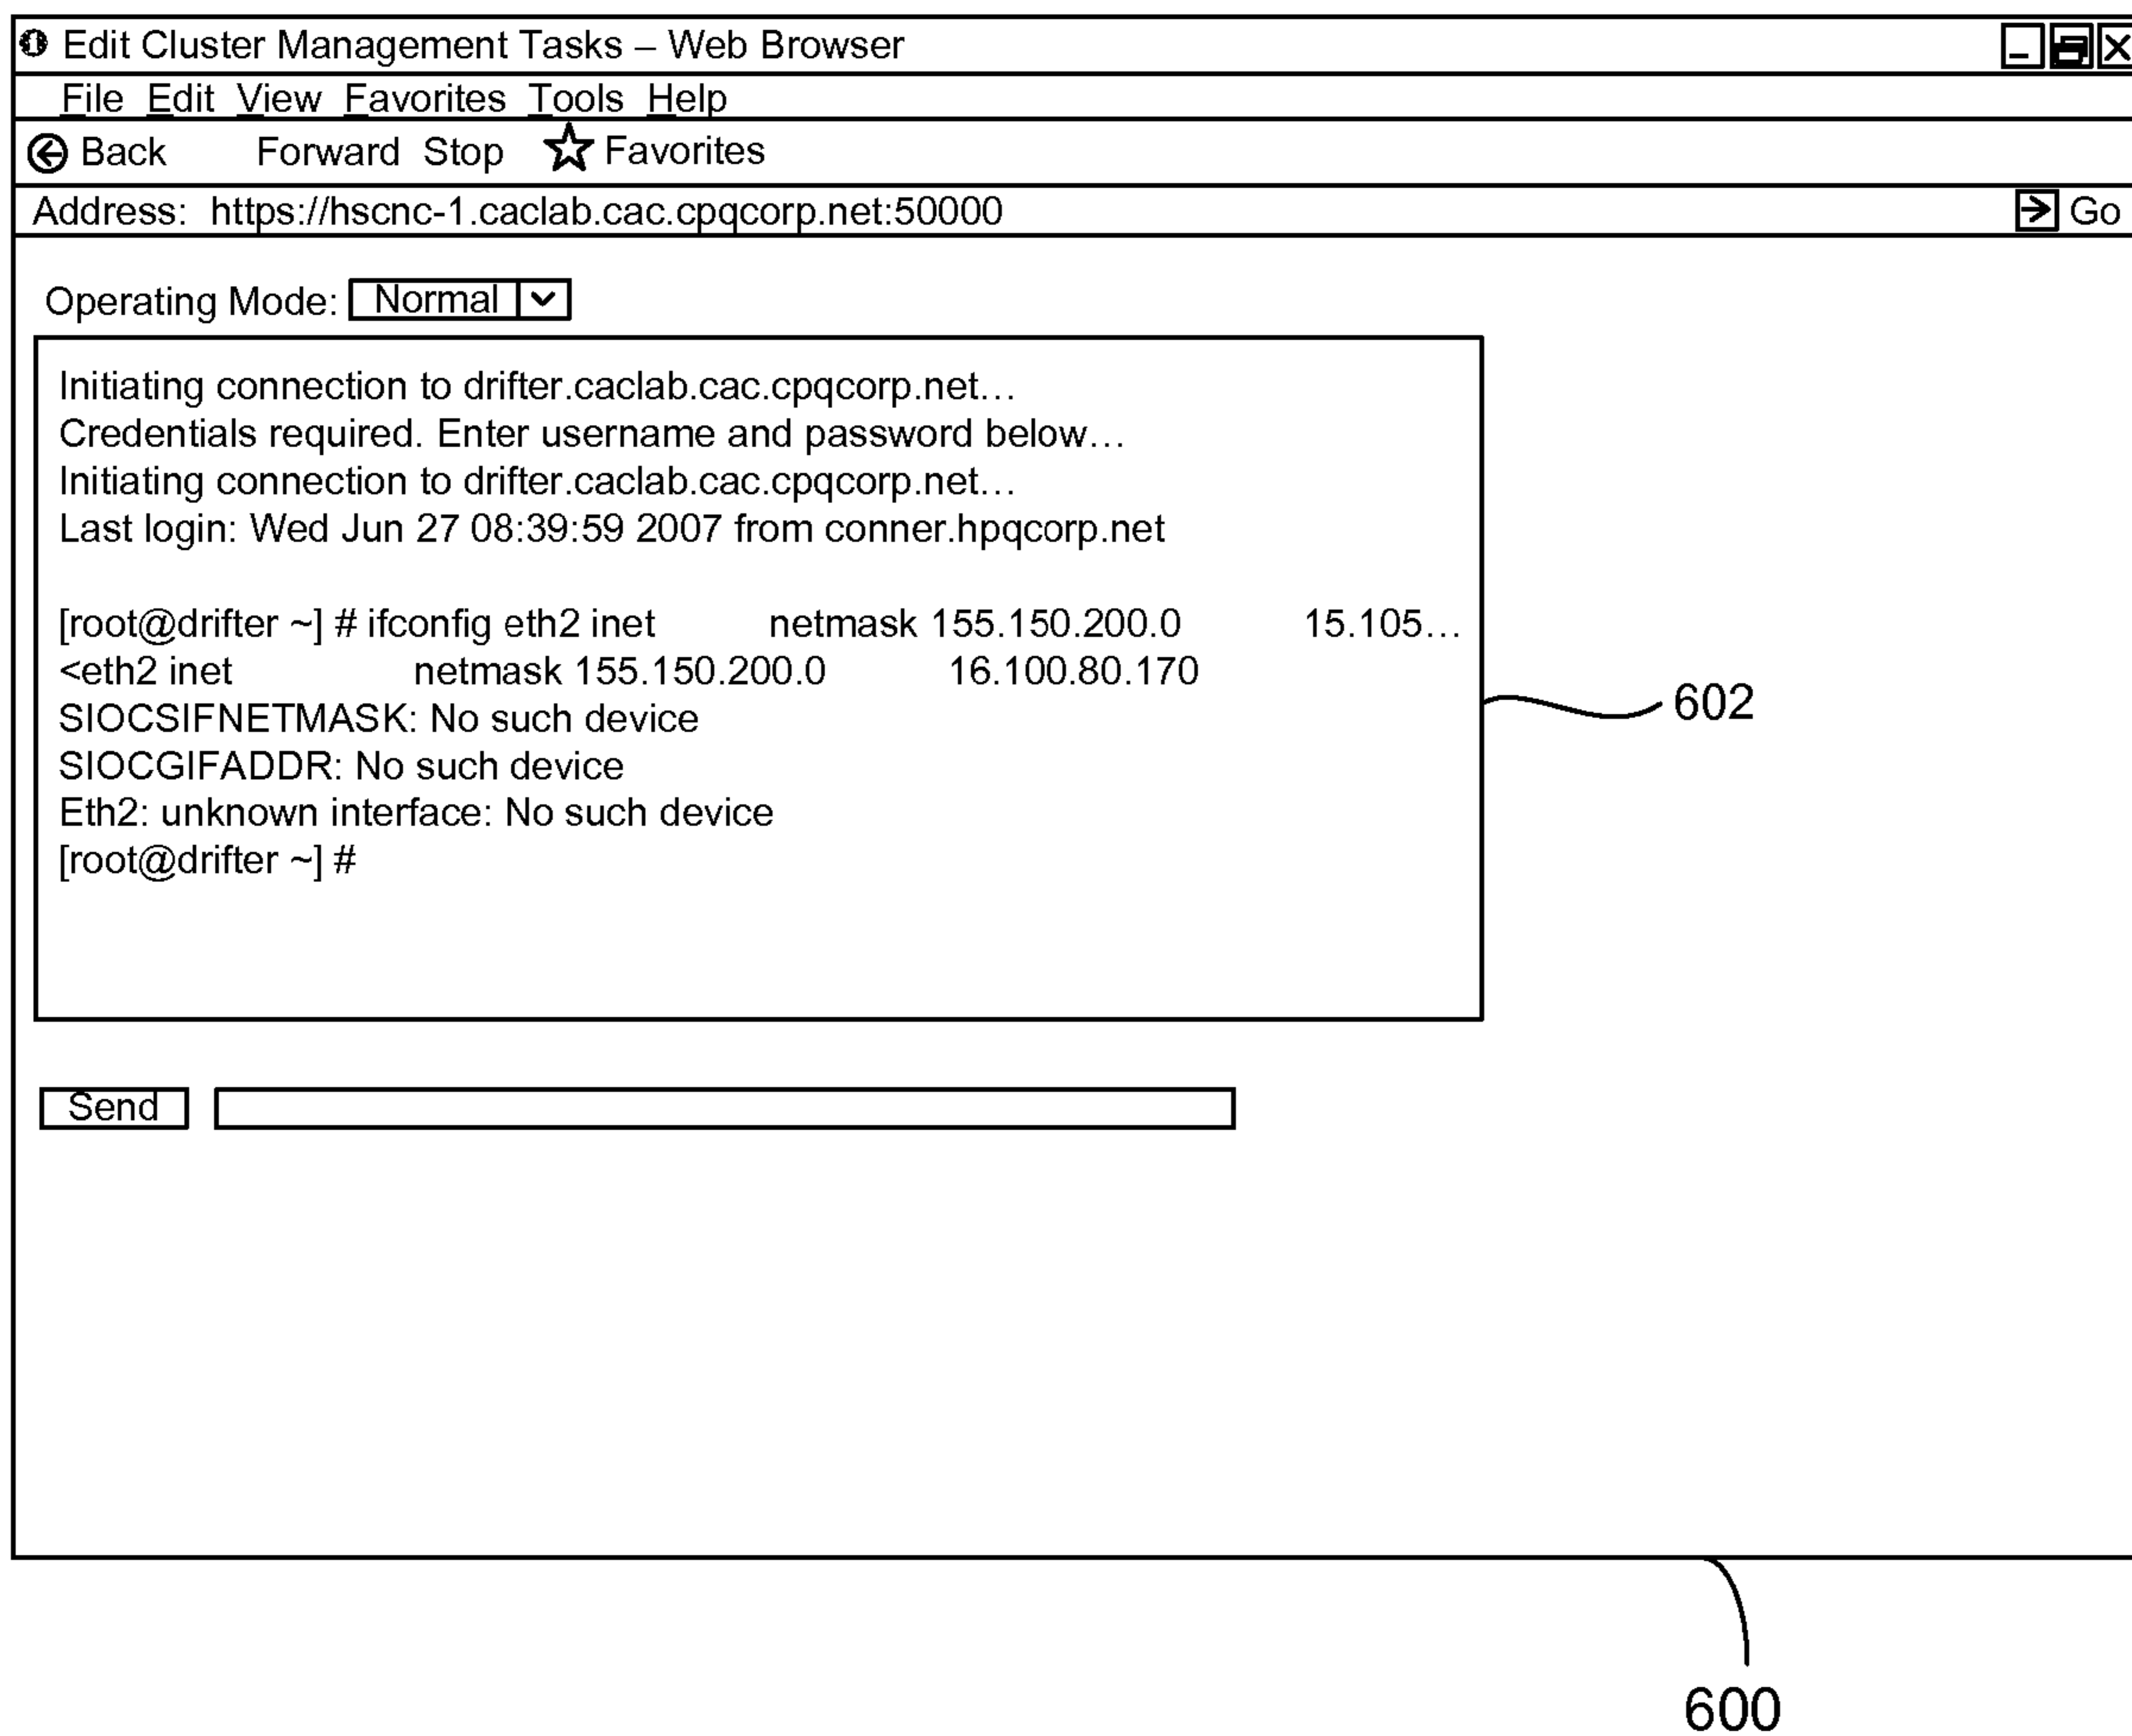 Edit Cluster Management Tasks – Web Browser
File Edit View Favorites Tools Help
Back Forward Stop Favorites
Address: https://hscnc-1.caclab.cac.cpqcorp.net:50000 Go
Operating Mode: Normal
Initiating connection to drifter.caclab.cac.cpqcorp.net...
Credentials required. Enter username and password below...
Initiating connection to drifter.caclab.cac.cpqcorp.net...
Last login: Wed Jun 27 08:39:59 2007 from conner.hpqcorp.net
[root@drifter ~] # ifconfig eth2 inet netmask 155.150.200.0 15.105...
<eth2 inet netmask 155.150.200.0 16.100.80.170
SIOCSIFNETMASK: No such device
SIOCGIFADDR: No such device
Eth2: unknown interface: No such device
[root@drifter ~] #
602
Send
600